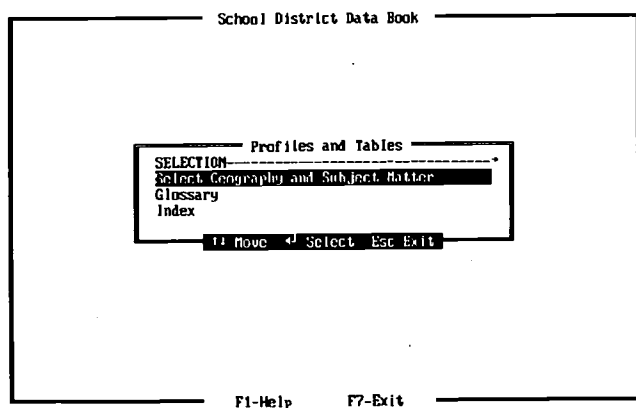 School District Data Book
Profiles and Tables
SELECTION
Select Geography and Subject Matter
Glossary
Index
↑↓ Move ↵ Select Esc Exit
F1-Help F7-Exit